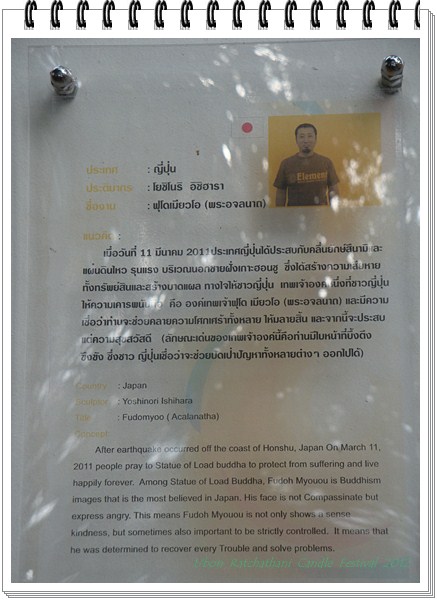 ประเทศ : ญี่ปุ่น
ประติมากร : โยชิโนริ อิชิฮารา
ชื่องาน : ฟุโดเมียวโอ (พระอจลนาถ)
แนวคิด :
เมื่อวันที่ 11 มีนาคม 2011ประเทศญี่ปุ่นได้ประสบกับคลื่นยักษ์สึนามิและ
แผ่นดินไหว รุนแรง บริเวณนอกชายฝั่งเกาะฮอนชู ซึ่งได้สร้างความเสียหาย
ทั้งทรัพย์สินและสร้างบาดแผล ทางใจให้ชาวญี่ปุ่น เทพเจ้าองค์หนึ่งที่ชาวญี่ปุ่น
ให้ความเคารพนับถือ คือ องค์เทพเจ้าฟุโด เมียวโอ (พระอจลนาถ) และมีความ
เชื่อว่าท่านจะช่วยคลายความโศกเศร้าทั้งหลาย ให้มลายสิ้น และจากนี้จะประสบ
แต่ความสุขสวัสดี (ลักษณะเด่นของเทพเจ้าองค์นี้คือท่านมีใบหน้าที่บึ้งตึง
ขึงขัง ซึ่งชาว ญี่ปุ่นเชื่อว่าจะช่วยปัดเป่าปัญหาทั้งหลายต่างๆ ออกไปได้)
Country : Japan
Sculptor : Yoshinori Ishihara
Title : Fudomyoo ( Acalanatha)
Concept
After earthquake occurred off the coast of Honshu, Japan On March 11,
2011 people pray to Statue of Load buddha to protect from suffering and live
happily forever. Among Statue of Load Buddha, Fudoh Myouou is Buddhism
images that is the most believed in Japan. His face is not Compassinate but
express angry. This means Fudoh Myouou is not only shows a sense
kindness, but sometimes also important to be strictly controlled. It means that
he was determined to recover every Trouble and solve problems.
Element
Ubon Ratchathani Candle Festival 2012